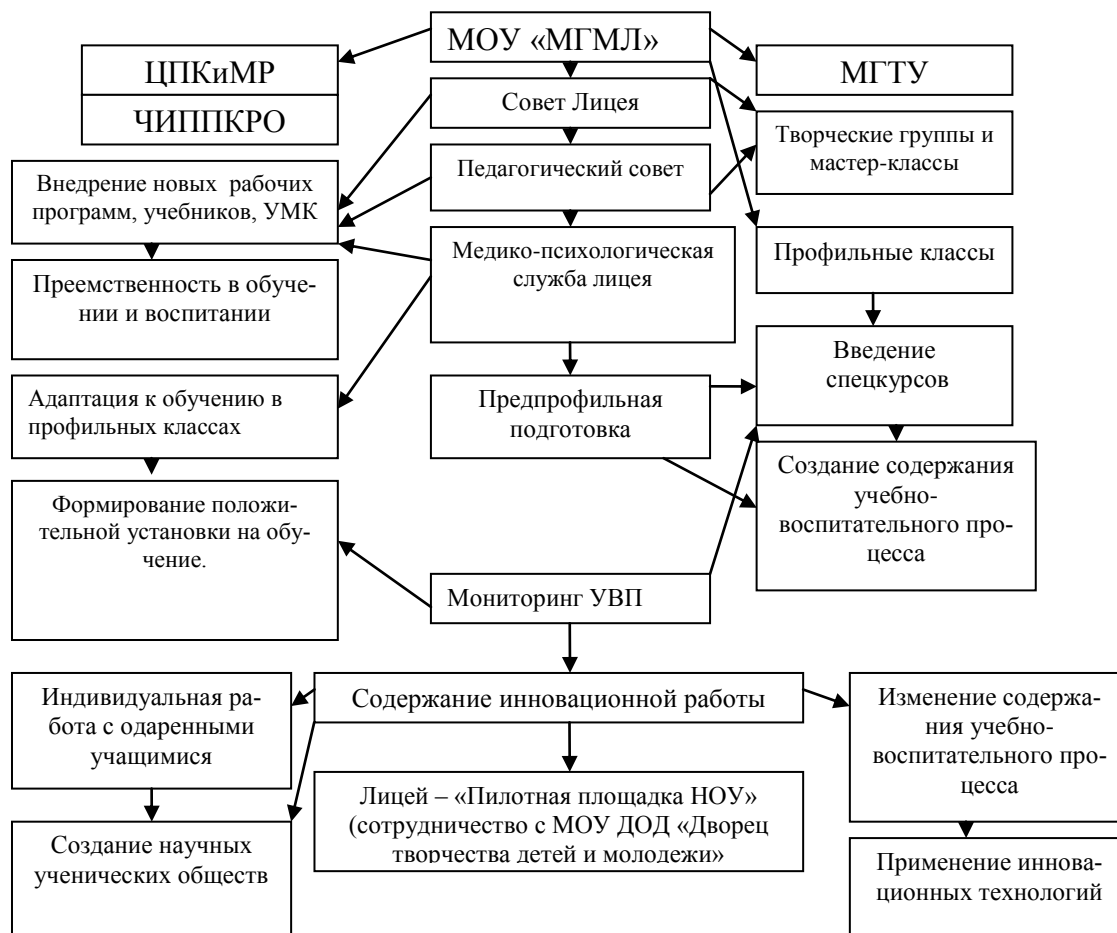 МОУ «МГМЛ»
ЦПКиМР
ЧИППКРО
МГТУ
Совет Лицея
Творческие группы и
мастер-классы
Педагогический совет
Внедрение новых рабочих
программ, учебников, УМК
Медико-психологическая
служба лицея
Профильные классы
Преемственность в обуче-
нии и воспитании
Введение
спецкурсов
Адаптация к обучению в
профильных классах
Предпрофильная
подготовка
Создание содержания
учебно-
воспитательного про-
цесса
Формирование положи-
тельной установки на обу-
чение.
Мониторинг УВП
Индивидуальная ра-
бота с одаренными
учащимися
Содержание инновационной работы
Изменение содержа-
ния учебно-
воспитательного про-
цесса
Лицей – «Пилотная площадка НОУ»
(сотрудничество с МОУ ДОД «Дворец
творчества детей и молодежи»
Создание научных
ученических обществ
Применение иннова-
ционных технологий